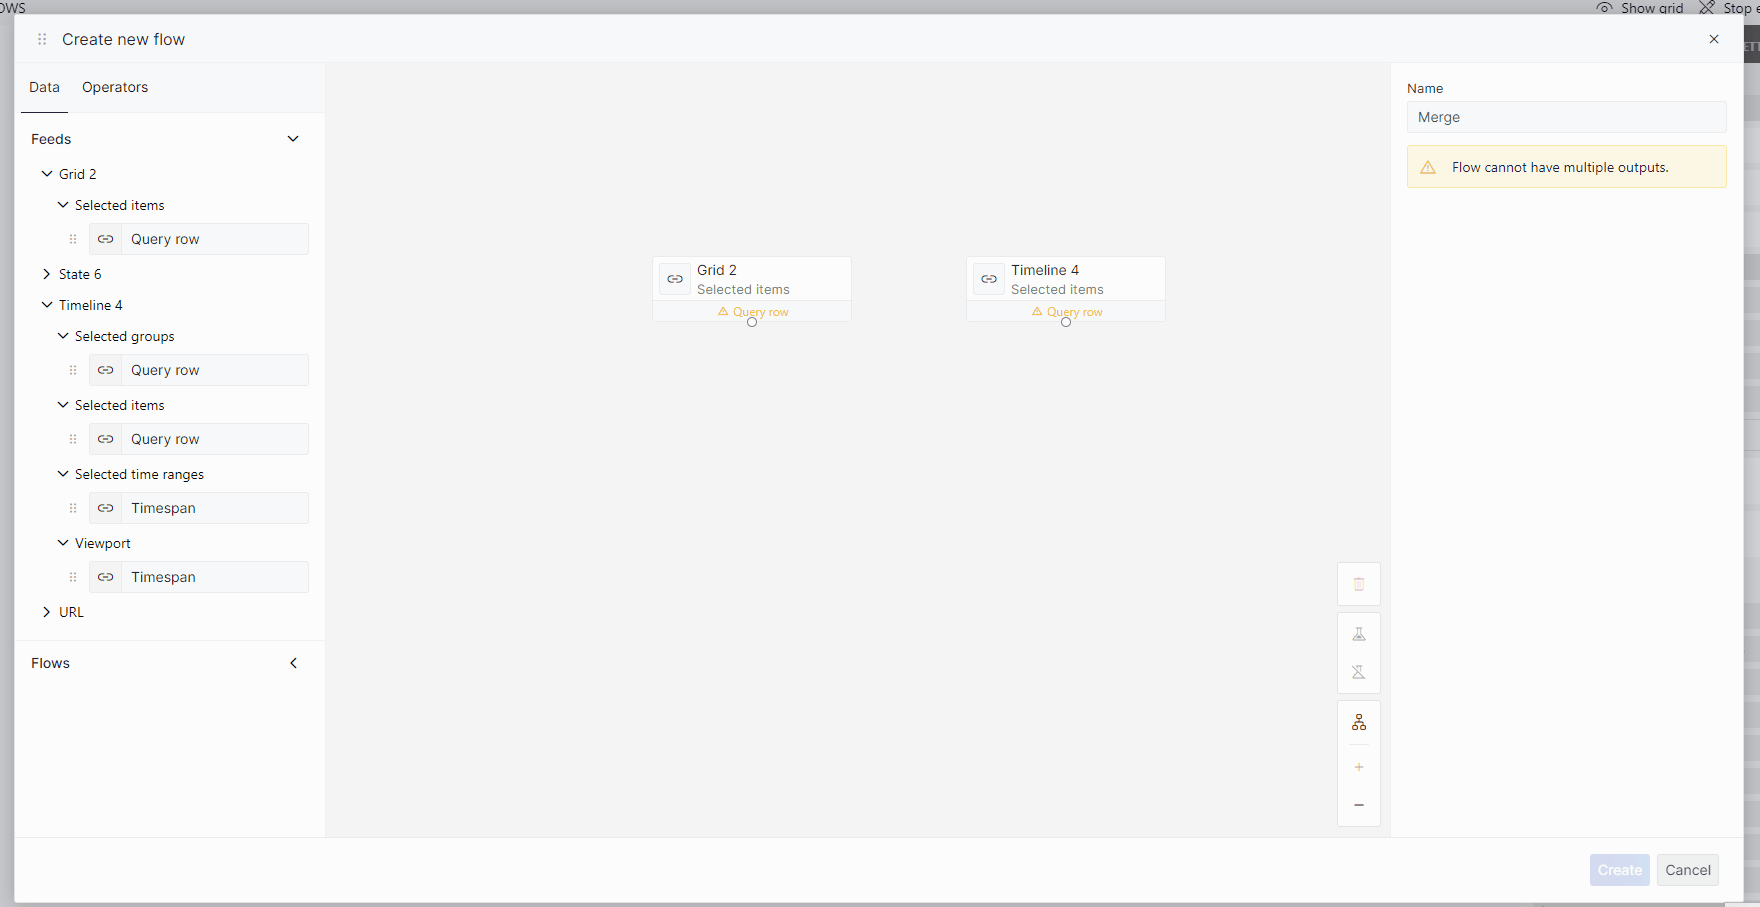 OWS
Show grid
Stop e
Create new flow
Data
Operators
Feeds
Grid 2
Selected items
Query row
State 6
Timeline 4
Selected groups
Query row
Selected items
Query row
Selected time ranges
Timespan
Viewport
Timespan
URL
Flows
Grid 2
Selected items
Query row
Timeline 4
Selected items
Query row
Name
Merge
Flow cannot have multiple outputs.
Create
Cancel